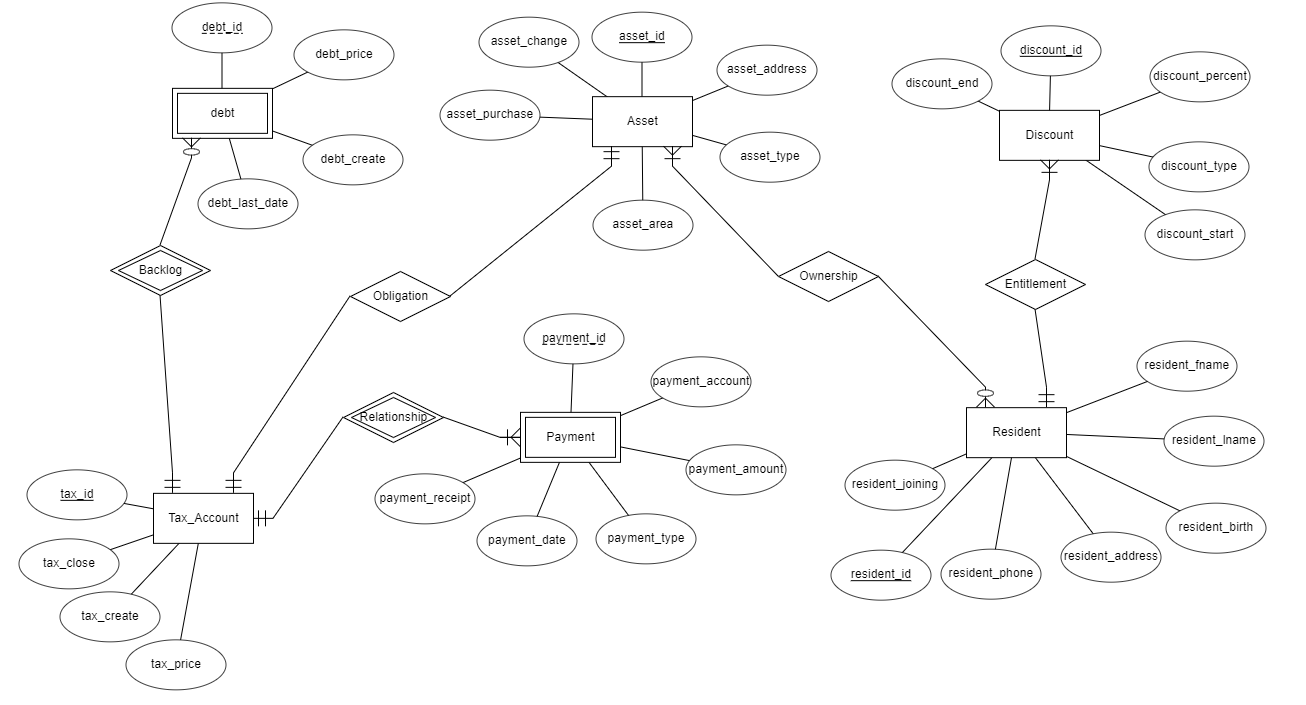 debt_id
debt_price
debt
debt_create
debt_last_date
Backlog
asset_change
asset_id
asset_address
asset_purchase
Asset
asset_type
asset_area
Obligation
Ownership
discount_id
discount_end
discount_percent
Discount
discount_type
discount_start
Entitlement
payment_id
payment_account
Relationship
Payment
payment_amount
payment_receipt
payment_date
payment_type
resident_fname
Resident
resident_lname
resident_joining
resident_birth
resident_id
resident_phone
resident_address
tax_id
Tax_Account
tax_close
tax_create
tax_price